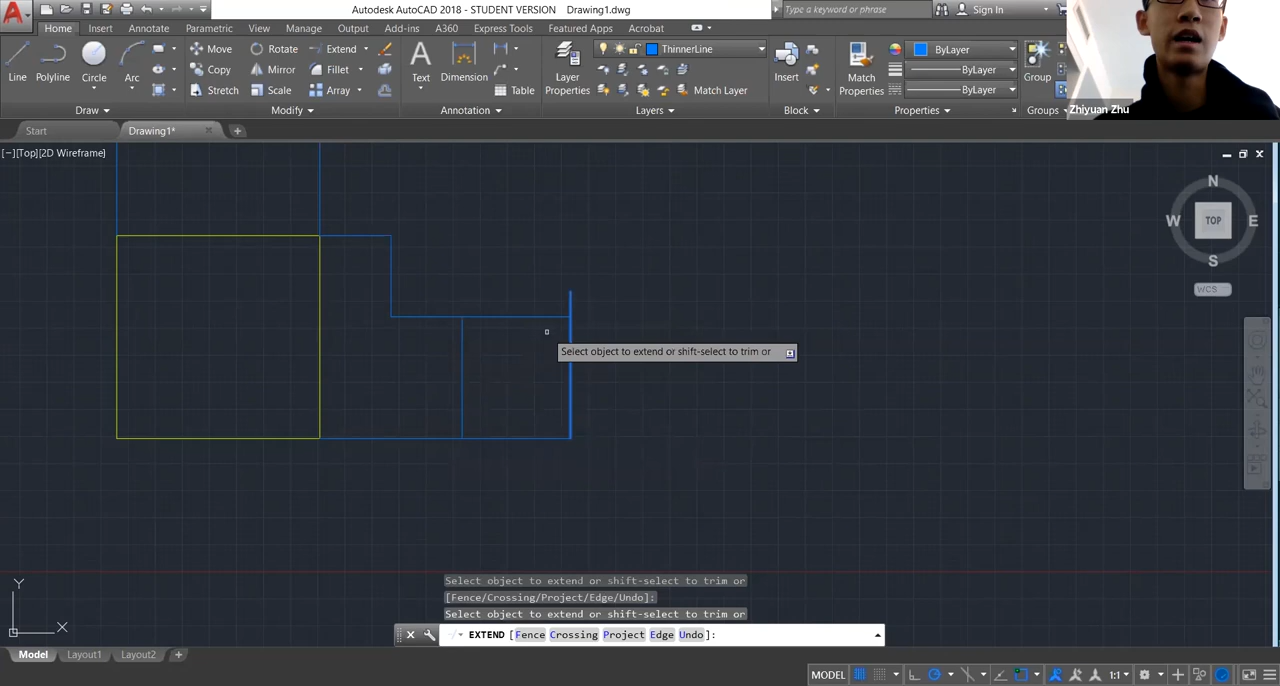 Autodesk AutoCAD 2018 - STUDENT VERSION Drawing1.dwg
Type a keyword or phrase
Sign In
Home Insert Annotate Parametric View Manage Output Add-ins A360 Express Tools Featured Apps Acrobat
Line Polyline Circle Arc
Move Rotate Extend
Copy Mirror Fillet
Stretch Scale Array
Text Dimension
Table
Layer Properties
ThinnerLine
Match Layer
Insert
Match Properties
ByLayer
ByLayer
ByLayer
Group
Draw Modify Annotation Layers Block Properties Groups
Zhiyuan Zhu
Start Drawing1*
[−][Top][2D Wireframe]
N
W TOP E
S
WCS
Select object to extend or shift-select to trim or
Y
X
Select object to extend or shift-select to trim or
[Fence/Crossing/Project/Edge/Undo]:
Select object to extend or shift-select to trim or
EXTEND [Fence Crossing Project Edge Undo]:
Model Layout1 Layout2
MODEL 1:1